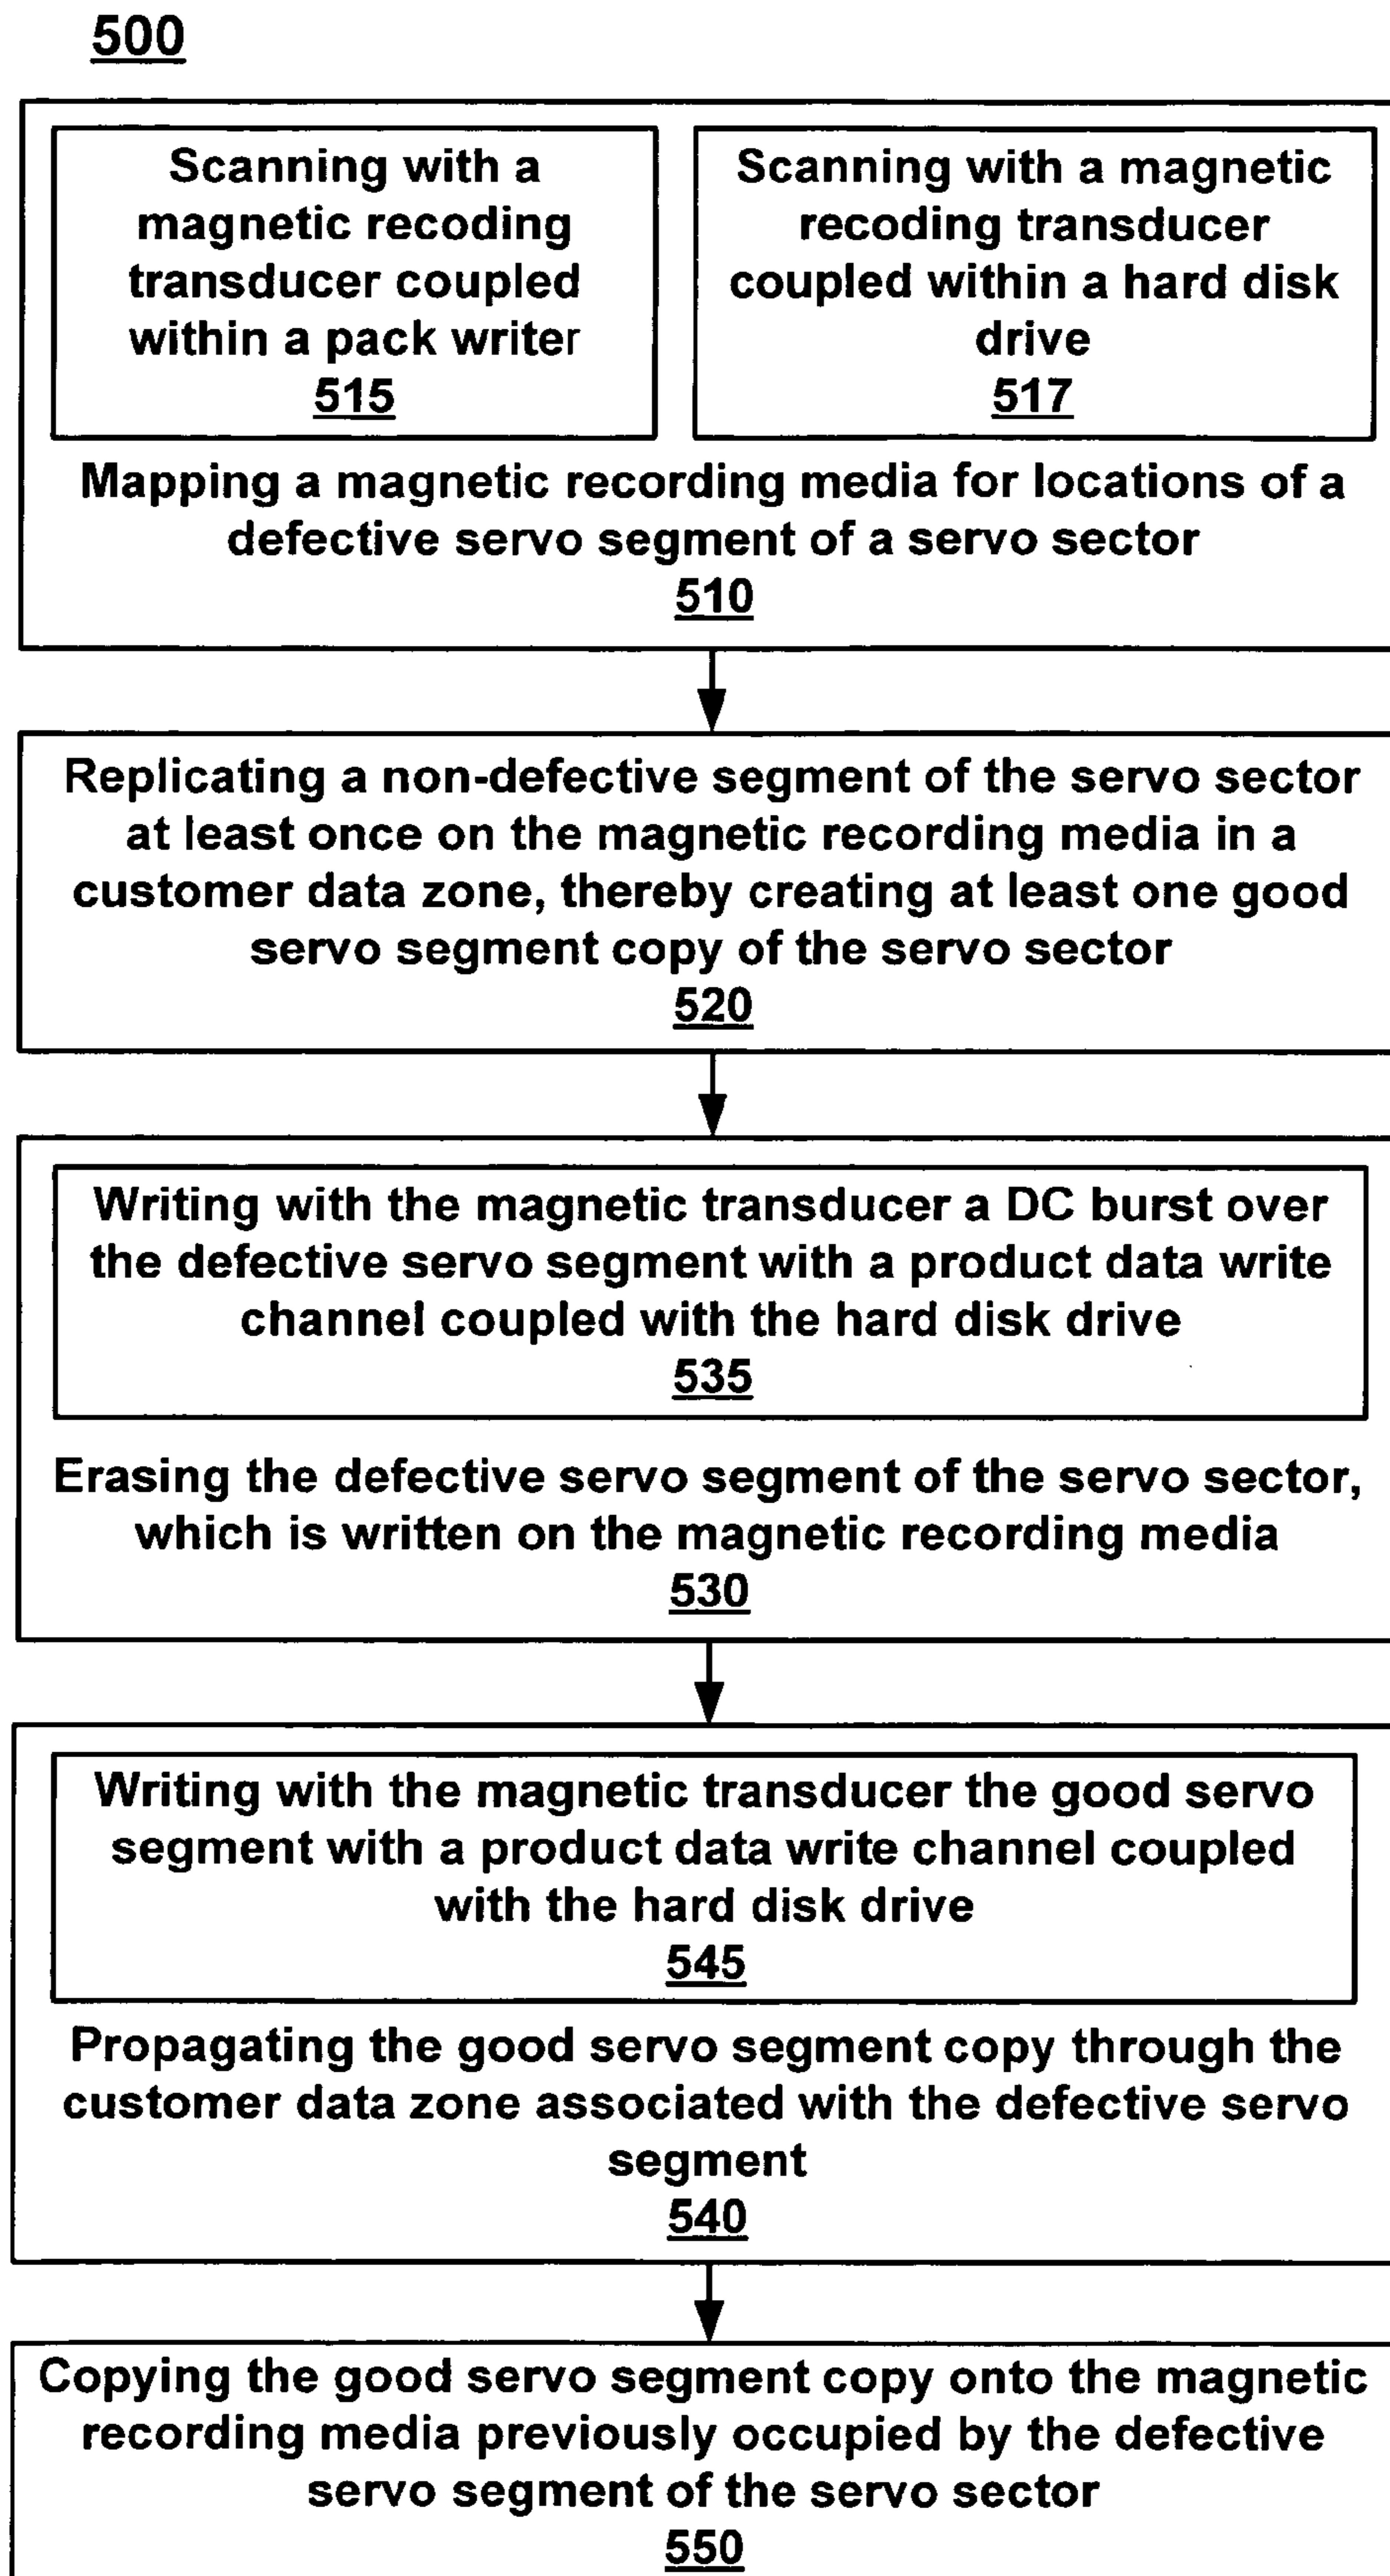 500
Scanning with a
magnetic recoding
transducer coupled
within a pack writer
515
Scanning with a magnetic
recoding transducer
coupled within a hard disk
drive
517
Mapping a magnetic recording media for locations of a
defective servo segment of a servo sector
510
Replicating a non-defective segment of the servo sector
at least once on the magnetic recording media in a
customer data zone, thereby creating at least one good
servo segment copy of the servo sector
520
Writing with the magnetic transducer a DC burst over
the defective servo segment with a product data write
channel coupled with the hard disk drive
535
Erasing the defective servo segment of the servo sector,
which is written on the magnetic recording media
530
Writing with the magnetic transducer the good servo
segment with a product data write channel coupled
with the hard disk drive
545
Propagating the good servo segment copy through the
customer data zone associated with the defective servo
segment
540
Copying the good servo segment copy onto the magnetic
recording media previously occupied by the defective
servo segment of the servo sector
550